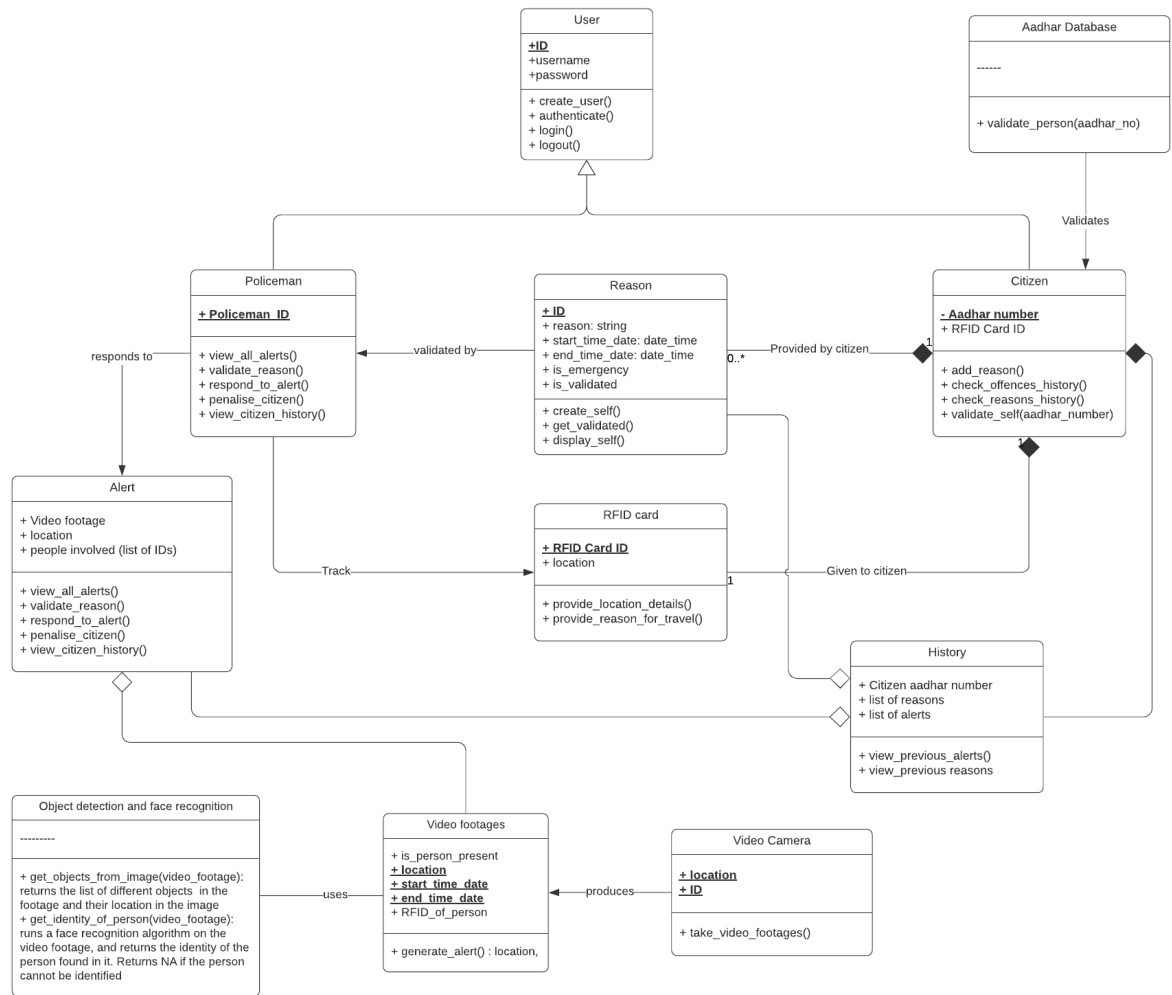 User
+ID
+username
+password
+ create_user()
+ authenticate()
+ login()
+ logout()
Aadhar Database
------
+ validate_person(aadhar_no)
Validates
Policeman
+ Policeman_ID
+ view_all_alerts()
+ validate_reason()
+ respond_to_alert()
+ penalise_citizen()
+ view_citizen_history()
responds to
validated by
Reason
+ ID
+ reason: string
+ start_time_date: date_time
+ end_time_date: date_time
+ is_emergency
+ is_validated
+ create_self()
+ get_validated()
+ display_self()
0..*
Provided by citizen
1
Citizen
- Aadhar number
+ RFID Card ID
+ add_reason()
+ check_offences_history()
+ check_reasons_history()
+ validate_self(aadhar_number)
1
Alert
+ Video footage
+ location
+ people involved (list of IDs)
+ view_all_alerts()
+ validate_reason()
+ respond_to_alert()
+ penalise_citizen()
+ view_citizen_history()
Track
RFID card
+ RFID Card ID
+ location
+ provide_location_details()
+ provide_reason_for_travel()
1
Given to citizen
History
+ Citizen aadhar number
+ list of reasons
+ list of alerts
+ view_previous_alerts()
+ view_previous reasons
Object detection and face recognition
---------
+ get_objects_from_image(video_footage):
returns the list of different objects in the
footage and their location in the image
+ get_identity_of_person(video_footage):
runs a face recognition algorithm on the
video footage, and returns the identity of the
person found in it. Returns NA if the person
cannot be identified
uses
Video footages
+ is_person_present
+ location
+ start_time_date
+ end_time_date
+ RFID_of_person
+ generate_alert() : location,
produces
Video Camera
+ location
+ ID
+ take_video_footages()